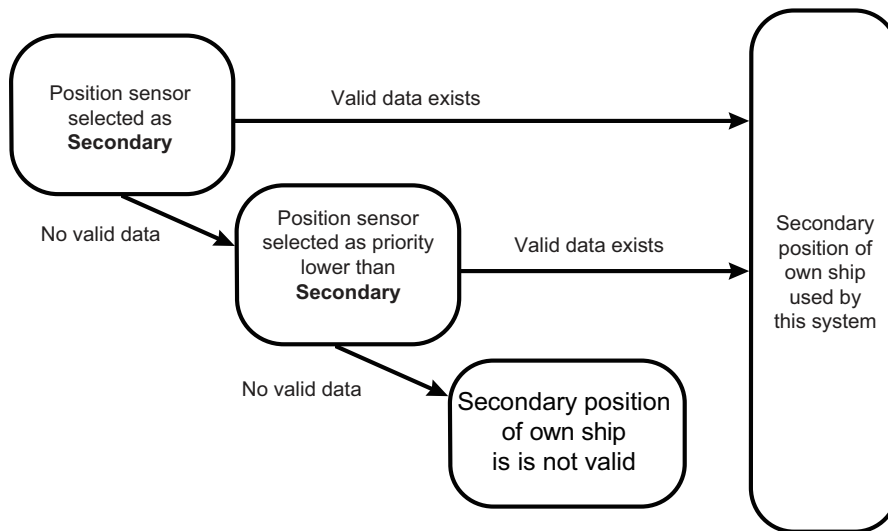 Position sensor
selected as
Secondary
Valid data exists
No valid data
Position sensor
selected as priority
lower than
Secondary
Valid data exists
No valid data
Secondary position
of own ship
is is not valid
Secondary
position of
own ship
used by
this system